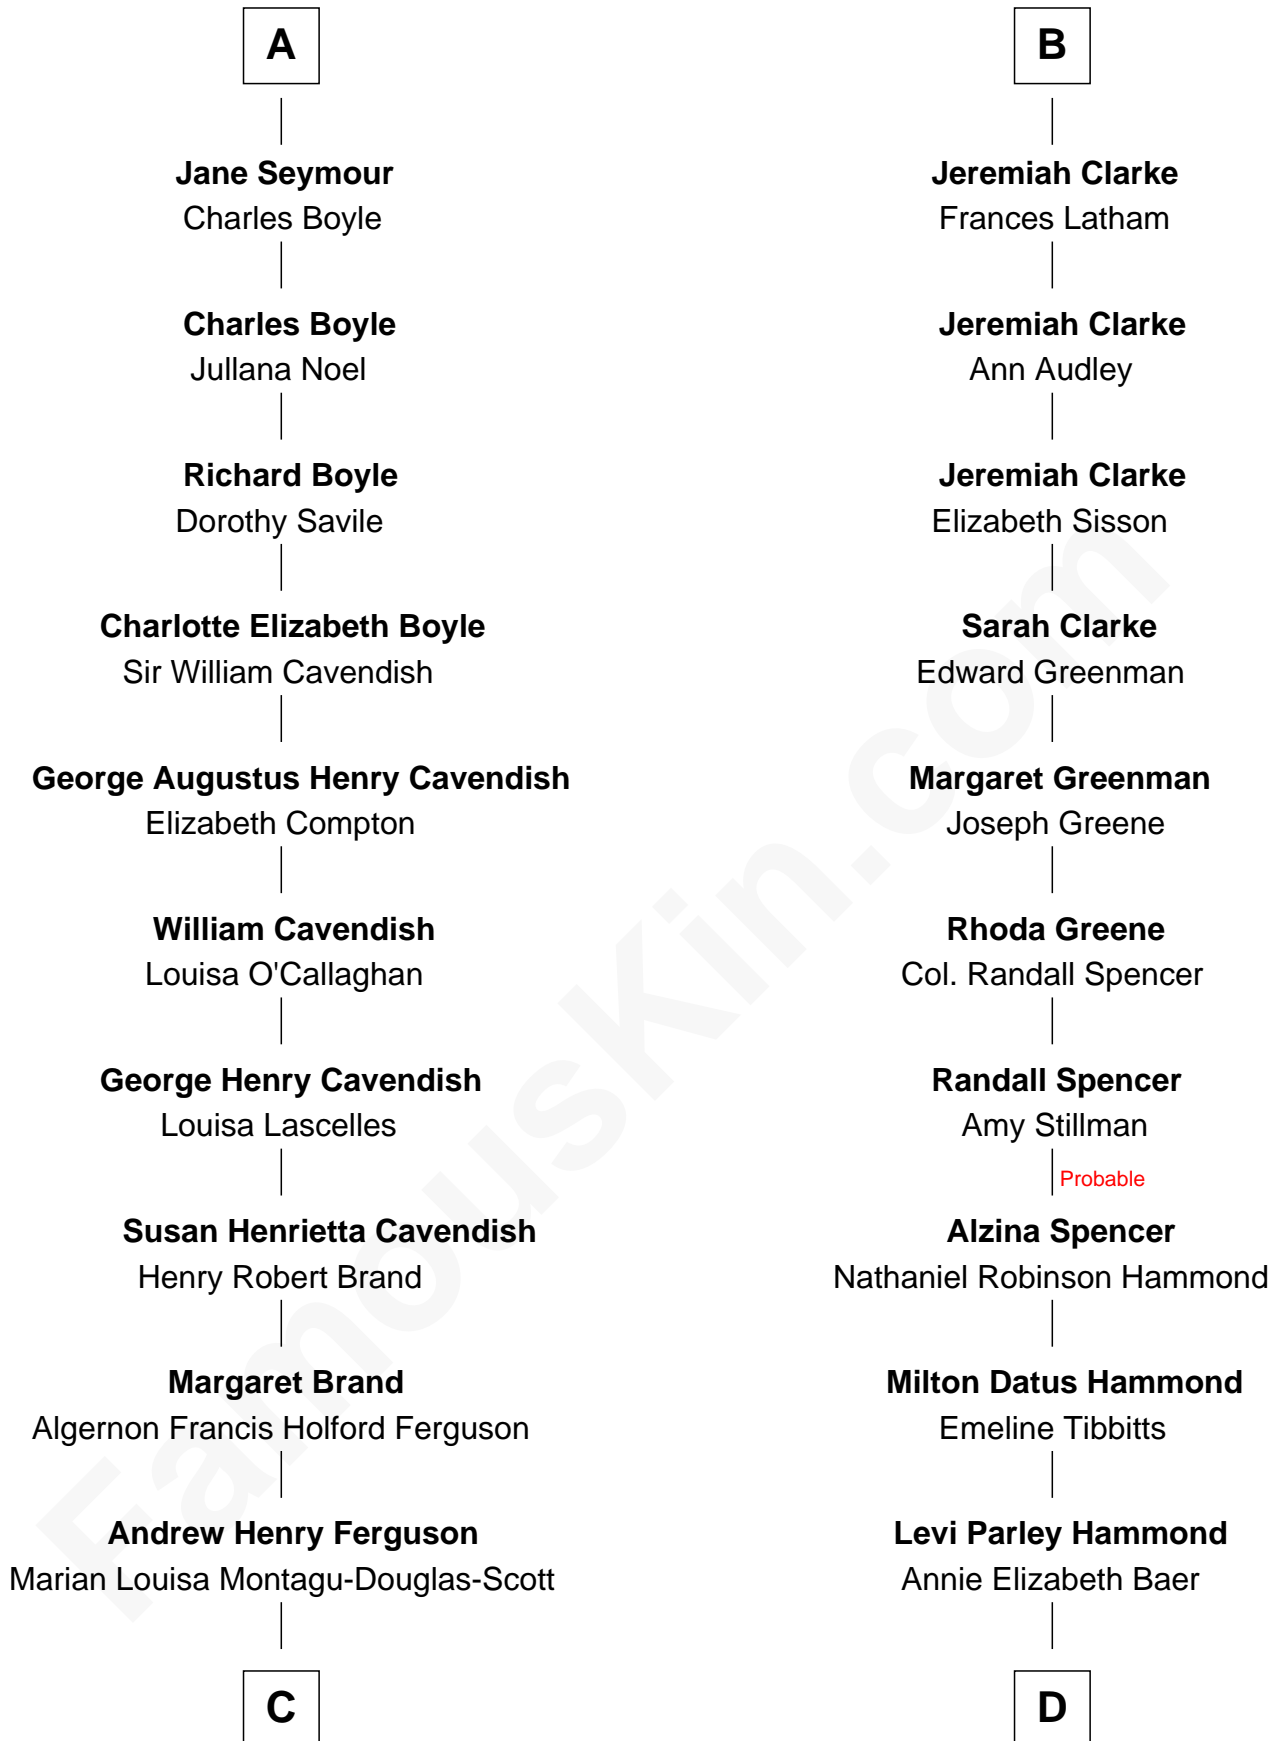 A
Jane Seymour
Charles Boyle
Charles Boyle
Jullana Noel
Richard Boyle
Dorothy Savile
Charlotte Elizabeth Boyle
Sir William Cavendish
George Augustus Henry Cavendish
Elizabeth Compton
William Cavendish
Louisa O'Callaghan
George Henry Cavendish
Louisa Lascelles
Susan Henrietta Cavendish
Henry Robert Brand
Margaret Brand
Algernon Francis Holford Ferguson
Andrew Henry Ferguson
Marian Louisa Montagu-Douglas-Scott
C
B
Jeremiah Clarke
Frances Latham
Jeremiah Clarke
Ann Audley
Jeremiah Clarke
Elizabeth Sisson
Sarah Clarke
Edward Greenman
Margaret Greenman
Joseph Greene
Rhoda Greene
Col. Randall Spencer
Randall Spencer
Amy Stillman
Probable
Alzina Spencer
Nathaniel Robinson Hammond
Milton Datus Hammond
Emeline Tibbitts
Levi Parley Hammond
Annie Elizabeth Baer
D
FamousKin.com